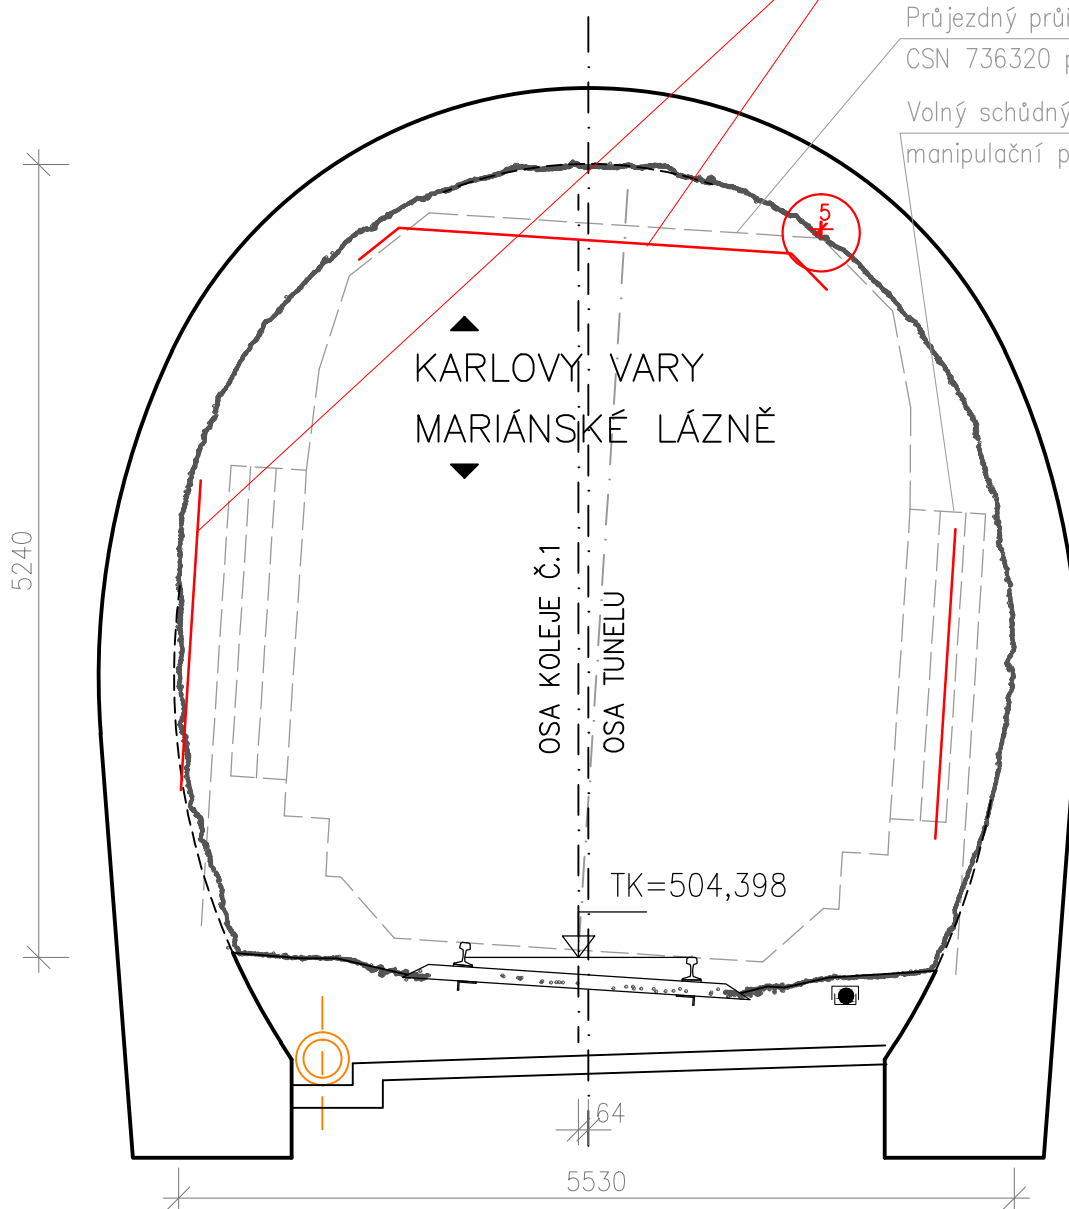 Průjezdný
CSN 736320
Volný schůdný
manipulační
5
KARLOVY VARY
MARIÁNSKÉ LÁZNĚ
5240
OSA KOLEJE Č.1
OSA TUNELU
TK=504,398
64
5530